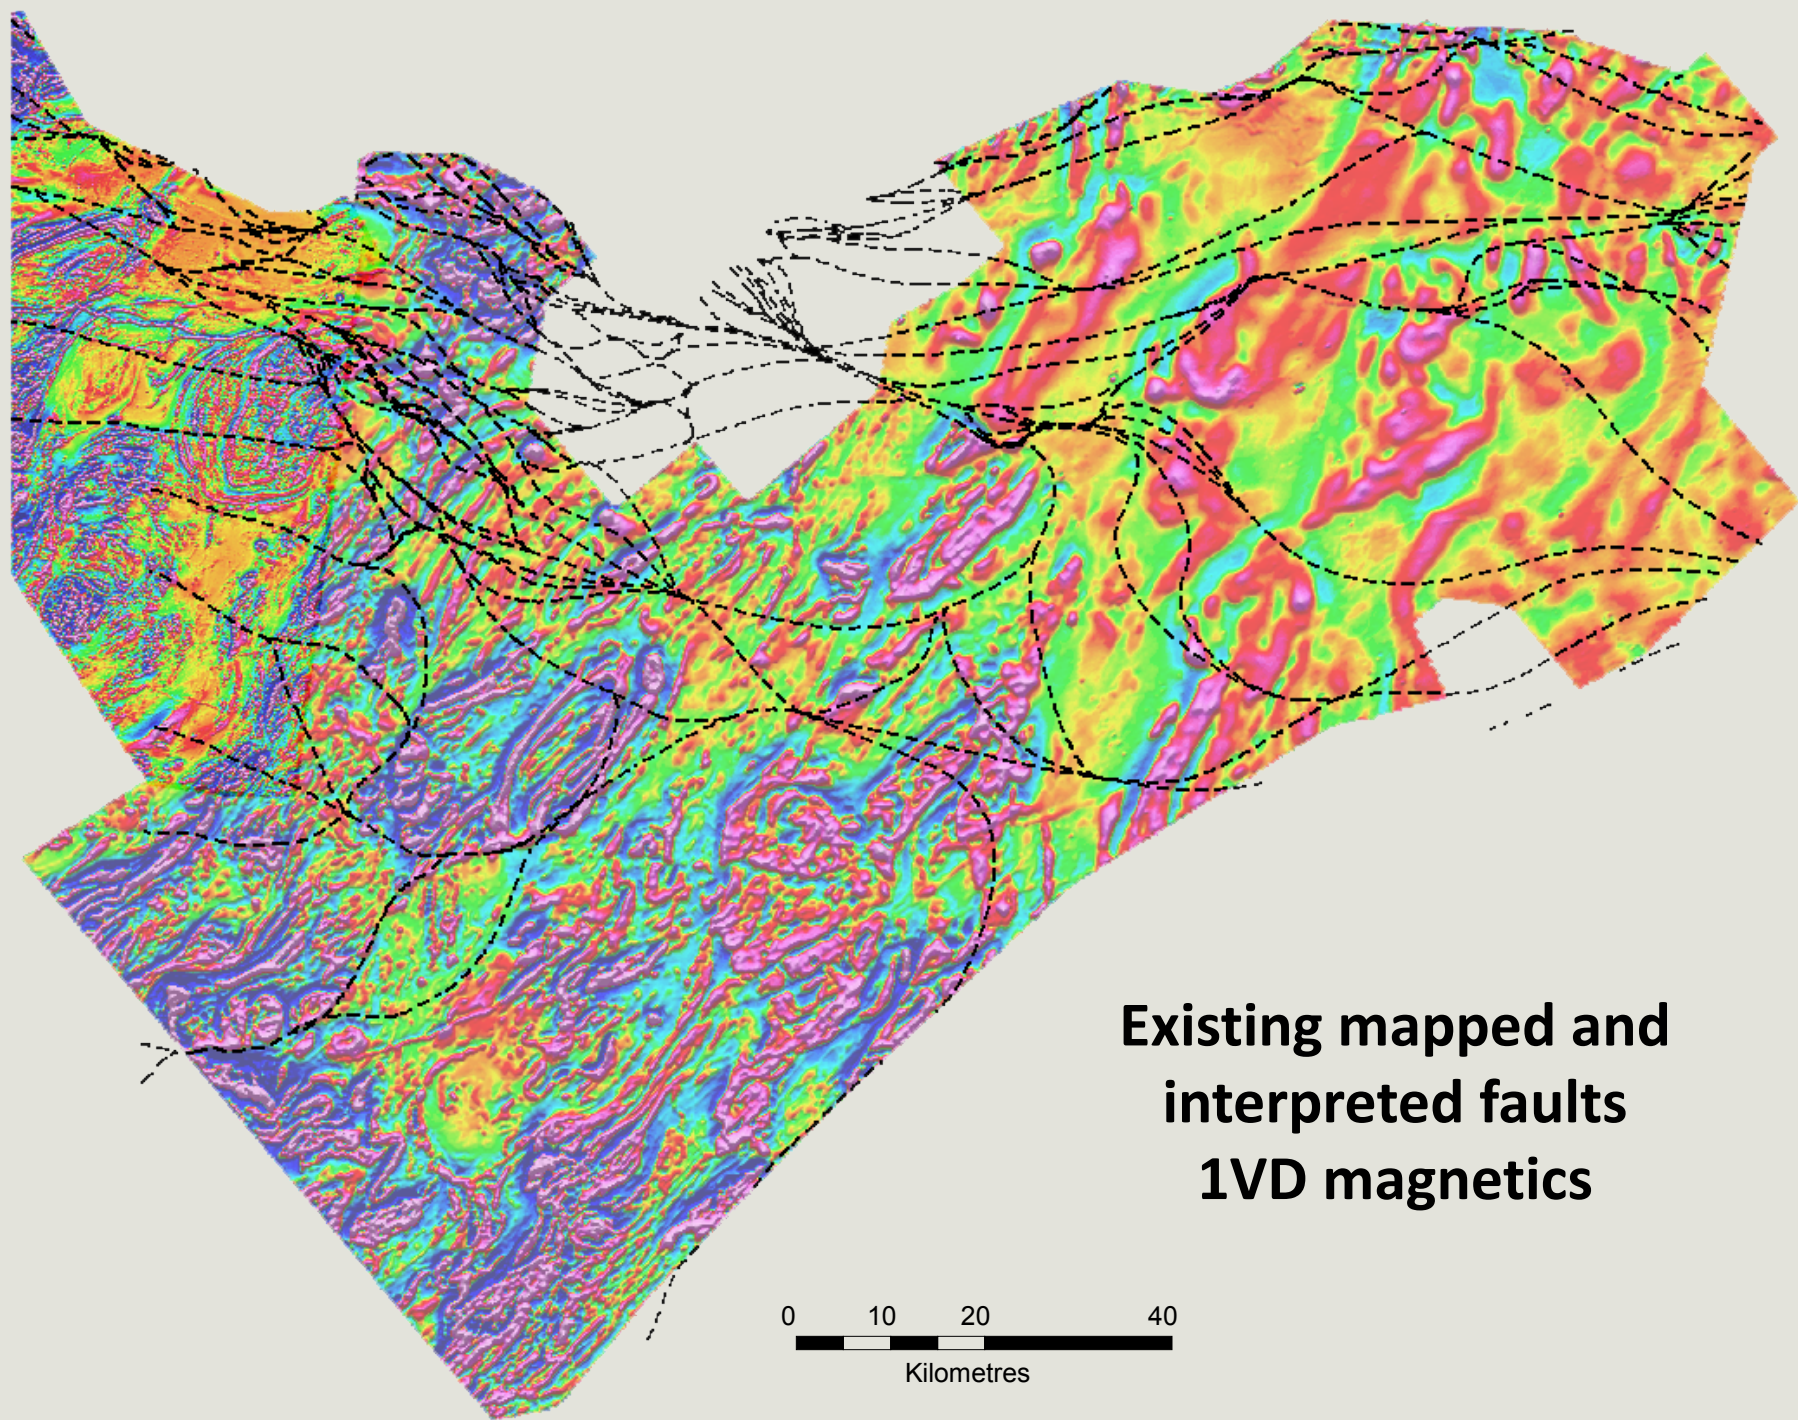 Existing mapped and
interpreted faults
1VD magnetics
0 10 20 40
Kilometres